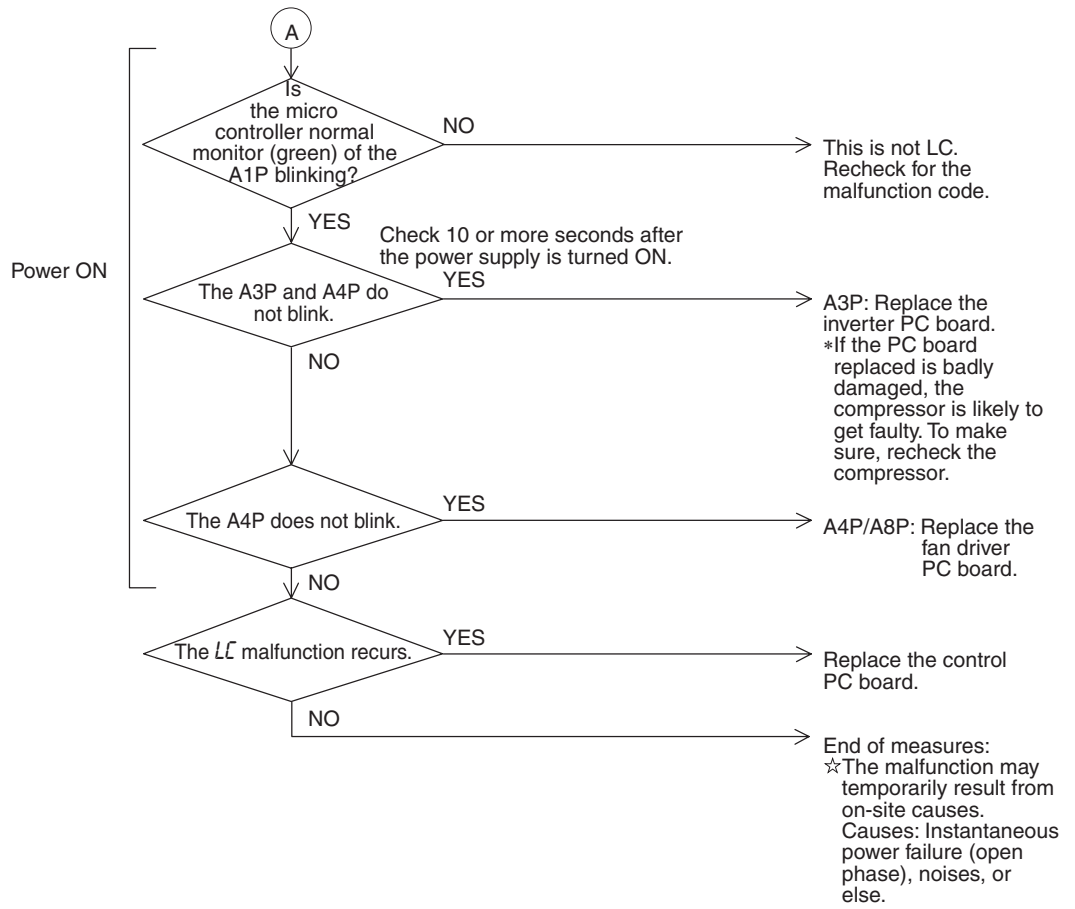 A
Is
the micro
controller normal
monitor (green) of the
A1P blinking?
NO
This is not LC.
Recheck for the
malfunction code.
YES
Check 10 or more seconds after
the power supply is turned ON.
Power ON
The A3P and A4P do
not blink.
YES
A3P: Replace the
inverter PC board.
*If the PC board
replaced is badly
damaged, the
compressor is likely to
get faulty. To make
sure, recheck the
compressor.
NO
The A4P does not blink.
YES
A4P/A8P: Replace the
fan driver
PC board.
NO
The LC malfunction recurs.
YES
Replace the control
PC board.
NO
End of measures:
☆The malfunction may
temporarily result from
on-site causes.
Causes: Instantaneous
power failure (open
phase), noises, or
else.